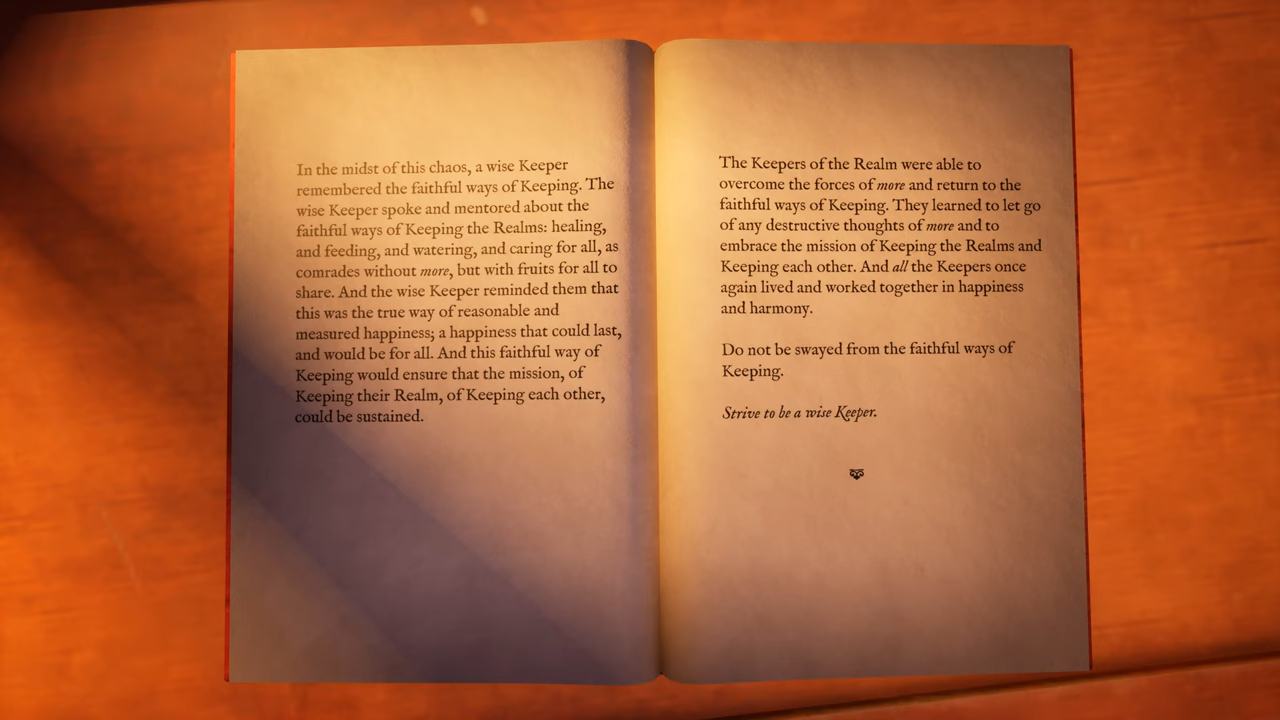 In the midst of this chaos, a wise Keeper
remembered the faithful ways of Keeping. The
wise Keeper spoke and mentored about the
faithful ways of Keeping the Realms: healing,
and feeding, and watering, and caring for all, as
comrades without more, but with fruits for all to
share. And the wise Keeper reminded them that
this was the true way of reasonable and
measured happiness; a happiness that could last,
and would be for all. And this faithful way of
Keeping would ensure that the mission, of
Keeping their Realm, of Keeping each other,
could be sustained.
The Keepers of the Realm were able to
overcome the forces of more and return to the
faithful ways of Keeping. They learned to let go
of any destructive thoughts of more and to
embrace the mission of Keeping the Realms and
Keeping each other. And all the Keepers once
again lived and worked together in happiness
and harmony.
Do not be swayed from the faithful ways of
Keeping.
Strive to be a wise Keeper.